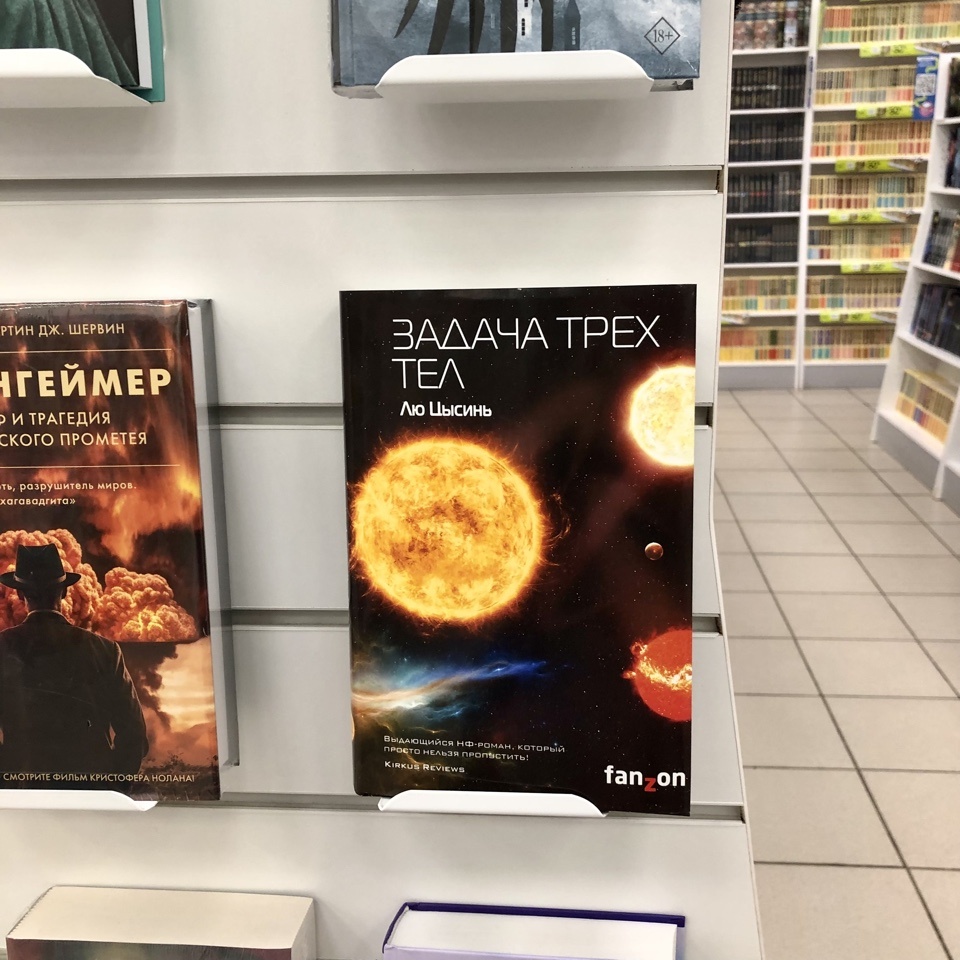 18+
РТИН ДЖ. ШЕРВИН
НГЕЙМЕР
И ТРАГЕДИЯ
СКОГО ПРОМЕТЕЯ
ть, разрушитель миров.
хагавадгита»
СМОТРИТЕ ФИЛЬМ КРИСТОФЕРА НОЛАНА!
ЗАДАЧА ТРЕХ
ТЕЛ
Лю Цысинь
Выдающийся НФ-роман, который
просто нельзя пропустить!
Kirkus Reviews
fanzon